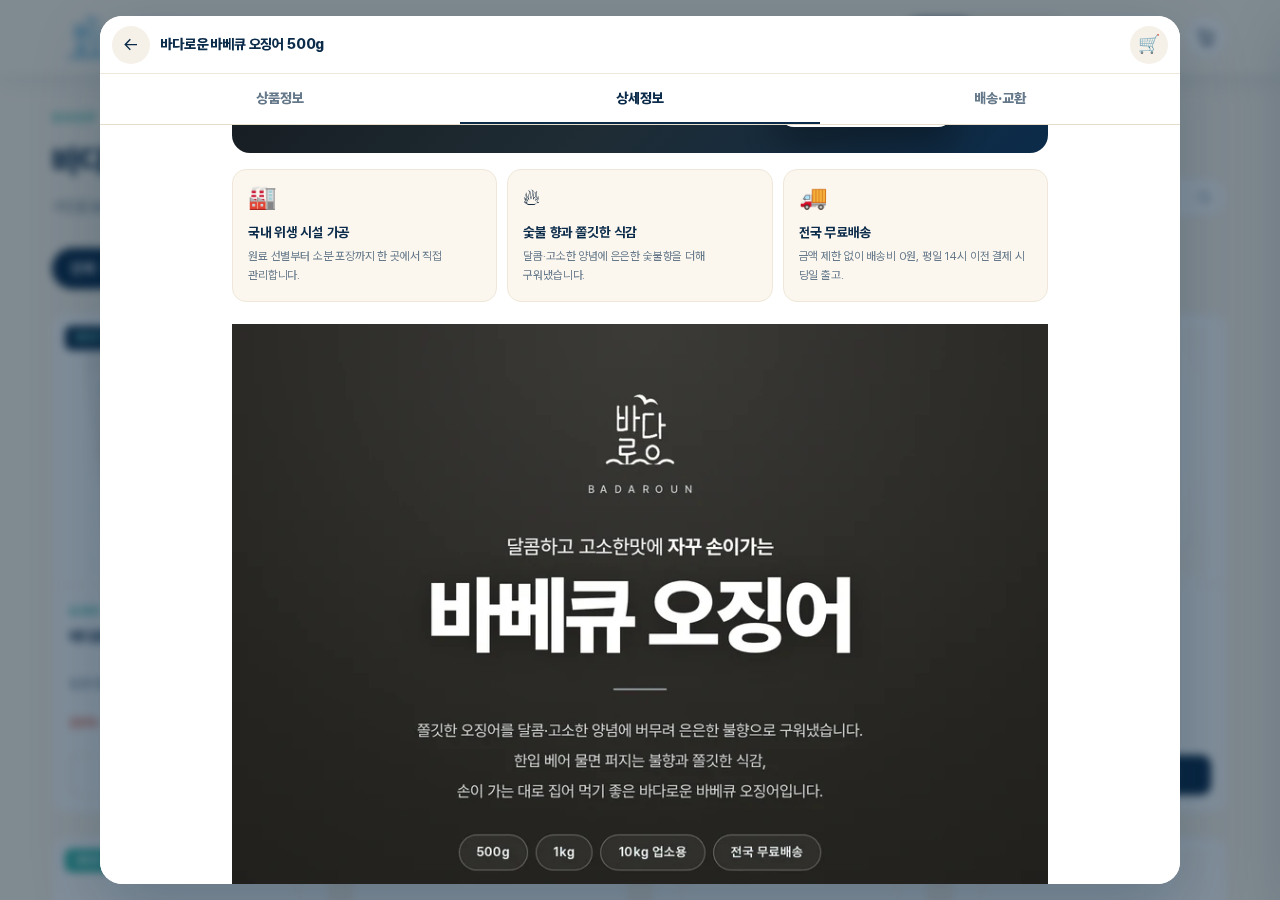 바다로운 바베큐 오징어 500g
상품정보
상세정보
배송·교환
국내 위생 시설 가공
원료 선별부터 소분 포장까지 한 곳에서 직접
관리합니다.
숯불 향과 쫄깃한 식감
달콤·고소한 양념에 은은한 숯불향을 더해
구워냈습니다.
전국 무료배송
금액 제한 없이 배송비 0원, 평일 14시 이전 결제 시
당일 출고.
바다
로운
BADAROUN
달콤하고 고소한맛에 자꾸 손이가는
바베큐 오징어
쫄깃한 오징어를 달콤·고소한 양념에 버무려 은은한 불향으로 구워냈습니다.
한입 베어 물면 퍼지는 불향과 쫄깃한 식감,
손이 가는 대로 집어 먹기 좋은 바다로운 바베큐 오징어입니다.
500g
1kg
10kg 업소용
전국 무료배송